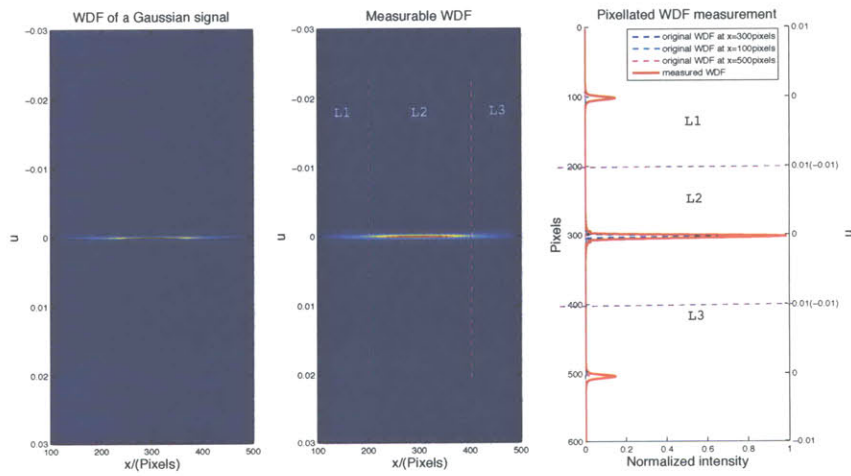 WDF of a Gaussian signal
-0.03
-0.02
-0.01
0
0.01
0.02
0.03
u
100 200 300 400 500
x/(Pixels)
Measurable WDF
-0.03
-0.02
-0.01
0
0.01
0.02
0.03
u
L1 L2 L3
100 200 300 400 500
x/(Pixels)
Pixellated WDF measurement
0
100
200
300
400
500
600
Pixels
original WDF at x=300pixels
original WDF at x=100pixels
original WDF at x=500pixels
measured WDF
L1
L2
L3
0.01
0
0.01(-0.01)
0
0.01(-0.01)
0
-0.01
u
0 0.2 0.4 0.6 0.8 1
Normalized intensity